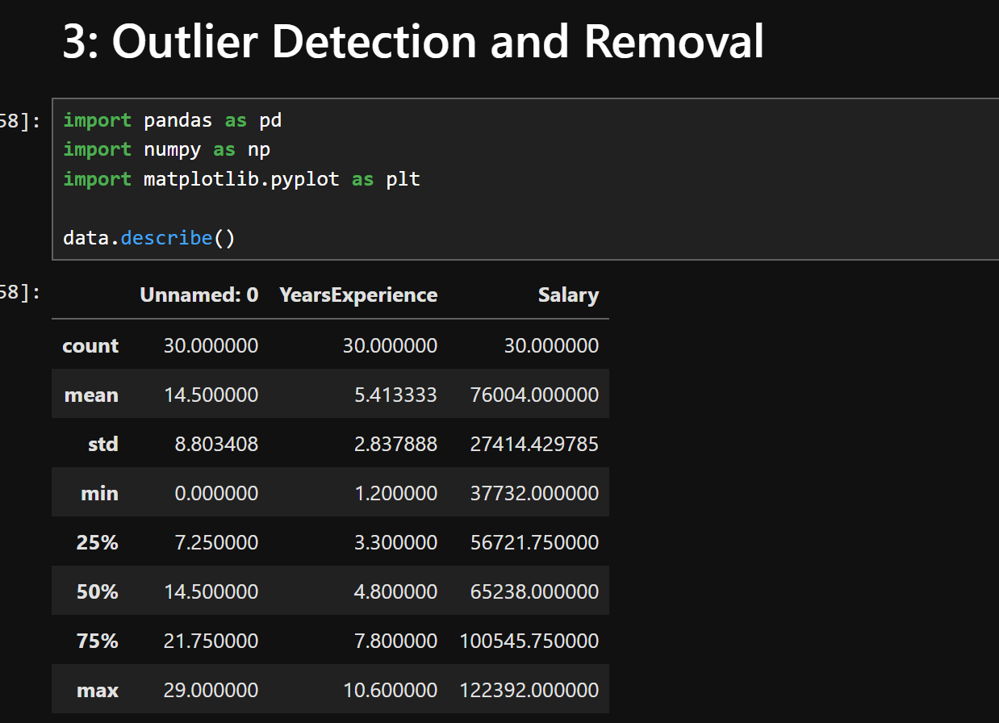 3: Outlier Detection and Removal
58]:
import pandas as pd
import numpy as np
import matplotlib.pyplot as plt
data.describe()
58]:
Unnamed: 0 YearsExperience Salary
count 30.000000 30.000000 30.000000
mean 14.500000 5.413333 76004.000000
std 8.803408 2.837888 27414.429785
min 0.000000 1.200000 37732.000000
25% 7.250000 3.300000 56721.750000
50% 14.500000 4.800000 65238.000000
75% 21.750000 7.800000 100545.750000
max 29.000000 10.600000 122392.000000